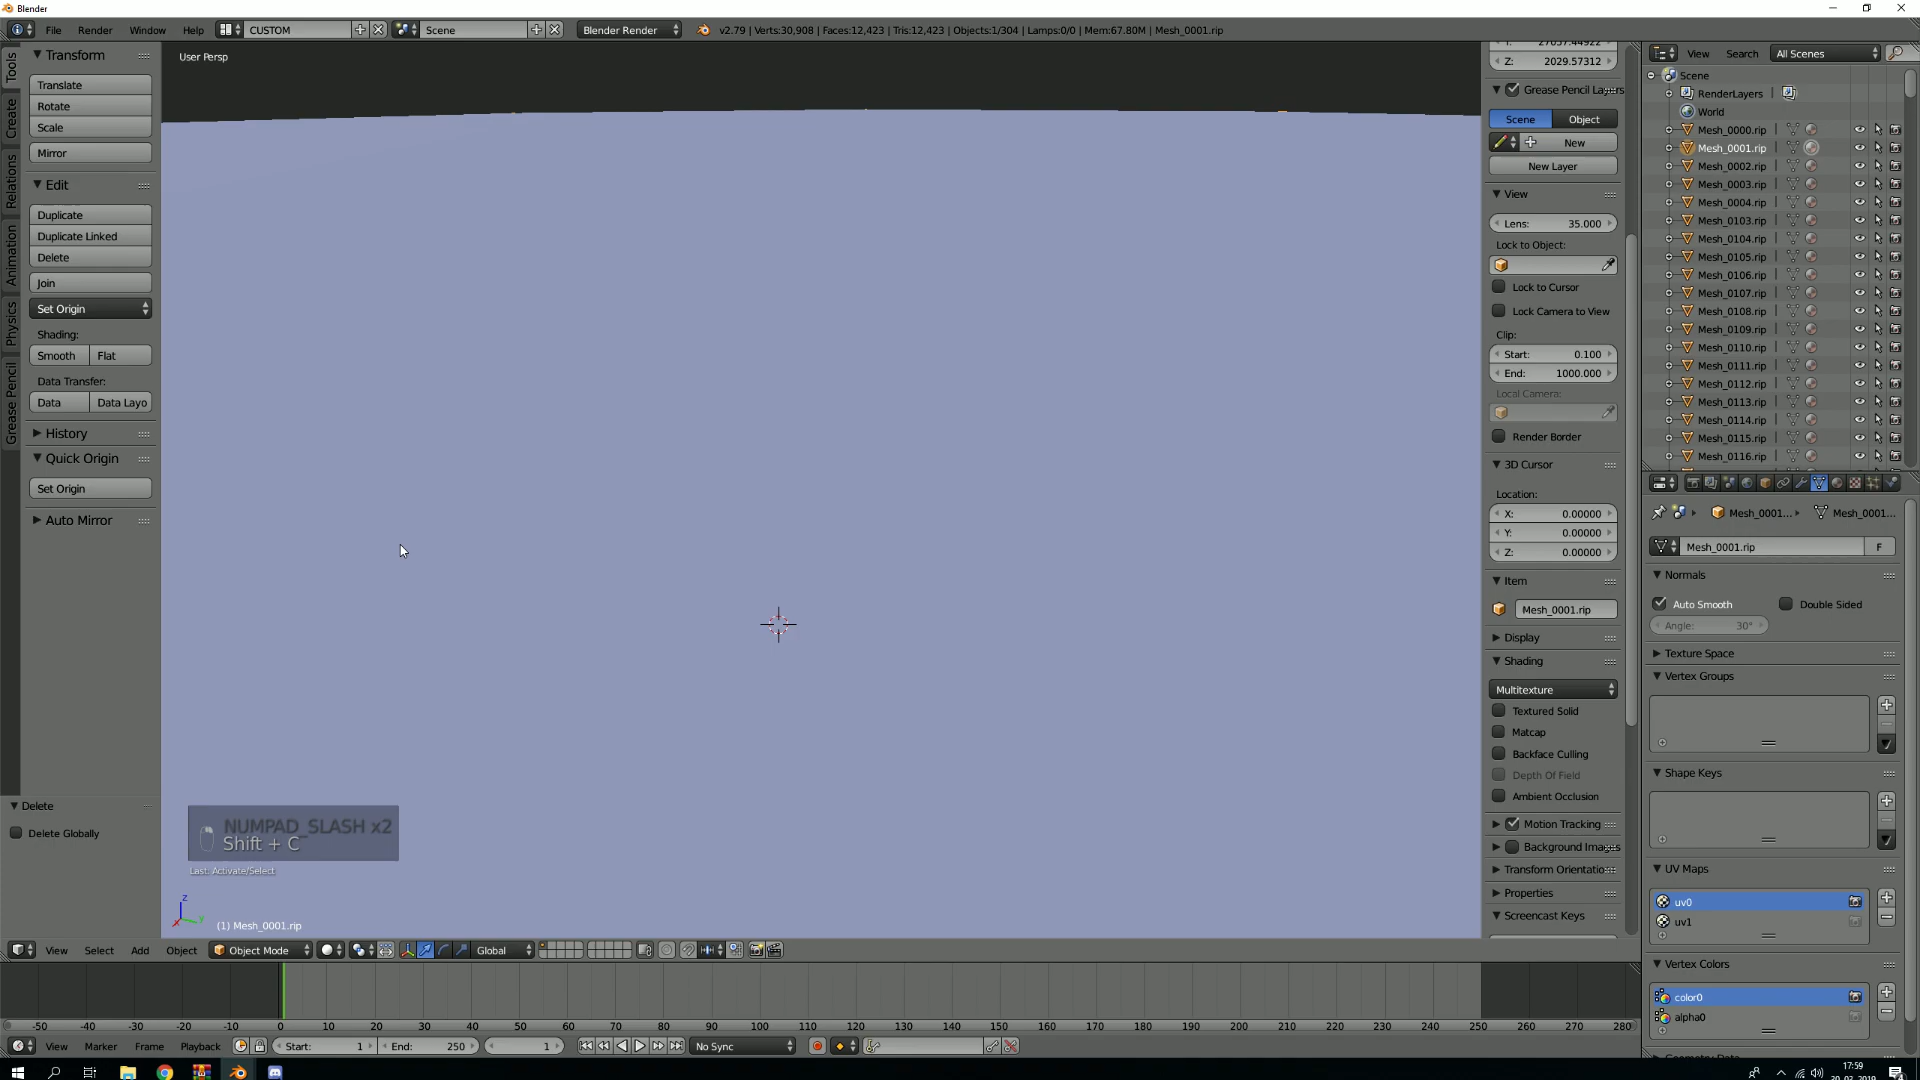 Blender
File Render Window Help CUSTOM Scene Blender Render v2.79 | Verts:30,908 | Faces:12,423 | Tris:12,423 | Objects:1/304 | Lamps:0/0 | Mem:67.80M | Mesh_0001.rip
Tools
Create
Relations
Animation
Physics
Grease Pencil
Transform
Translate
Rotate
Scale
Mirror
Edit
Duplicate
Duplicate Linked
Delete
Join
Set Origin
Shading:
Smooth Flat
Data Transfer:
Data Data Layo
History
Quick Origin
Set Origin
Auto Mirror
Delete
Delete Globally
User Persp
NUMPAD_SLASH x2
Shift + C
Last: Activate/Select
z
x y
(1) Mesh_0001.rip
Z: 2029.57312
Grease Pencil Layers
Scene Object
New
New Layer
View
Lens: 35.000
Lock to Object:
Lock to Cursor
Lock Camera to View
Clip:
Start: 0.100
End: 1000.000
Local Camera:
Render Border
3D Cursor
Location:
X: 0.00000
Y: 0.00000
Z: 0.00000
Item
Mesh_0001.rip
Display
Shading
Multitexture
Textured Solid
Matcap
Backface Culling
Depth Of Field
Ambient Occlusion
Motion Tracking
Background Images
Transform Orientatio
Properties
Screencast Keys
View Search All Scenes
Scene
RenderLayers |
World
Mesh_0000.rip
Mesh_0001.rip
Mesh_0002.rip
Mesh_0003.rip
Mesh_0004.rip
Mesh_0103.rip
Mesh_0104.rip
Mesh_0105.rip
Mesh_0106.rip
Mesh_0107.rip
Mesh_0108.rip
Mesh_0109.rip
Mesh_0110.rip
Mesh_0111.rip
Mesh_0112.rip
Mesh_0113.rip
Mesh_0114.rip
Mesh_0115.rip
Mesh_0116.rip
Mesh_0001... Mesh_0001...
Mesh_0001.rip F
Normals
Auto Smooth Double Sided
Angle: 30°
Texture Space
Vertex Groups
Shape Keys
UV Maps
uv0
uv1
Vertex Colors
color0
alpha0
View Select Add Object Object Mode Global
-50 -40 -30 -20 -10 0 10 20 30 40 50 60 70 80 90 100 110 120 130 140 150 160 170 180 190 200 210 220 230 240 250 260 270 280
View Marker Frame Playback Start: 1 End: 250 1 No Sync
17:59